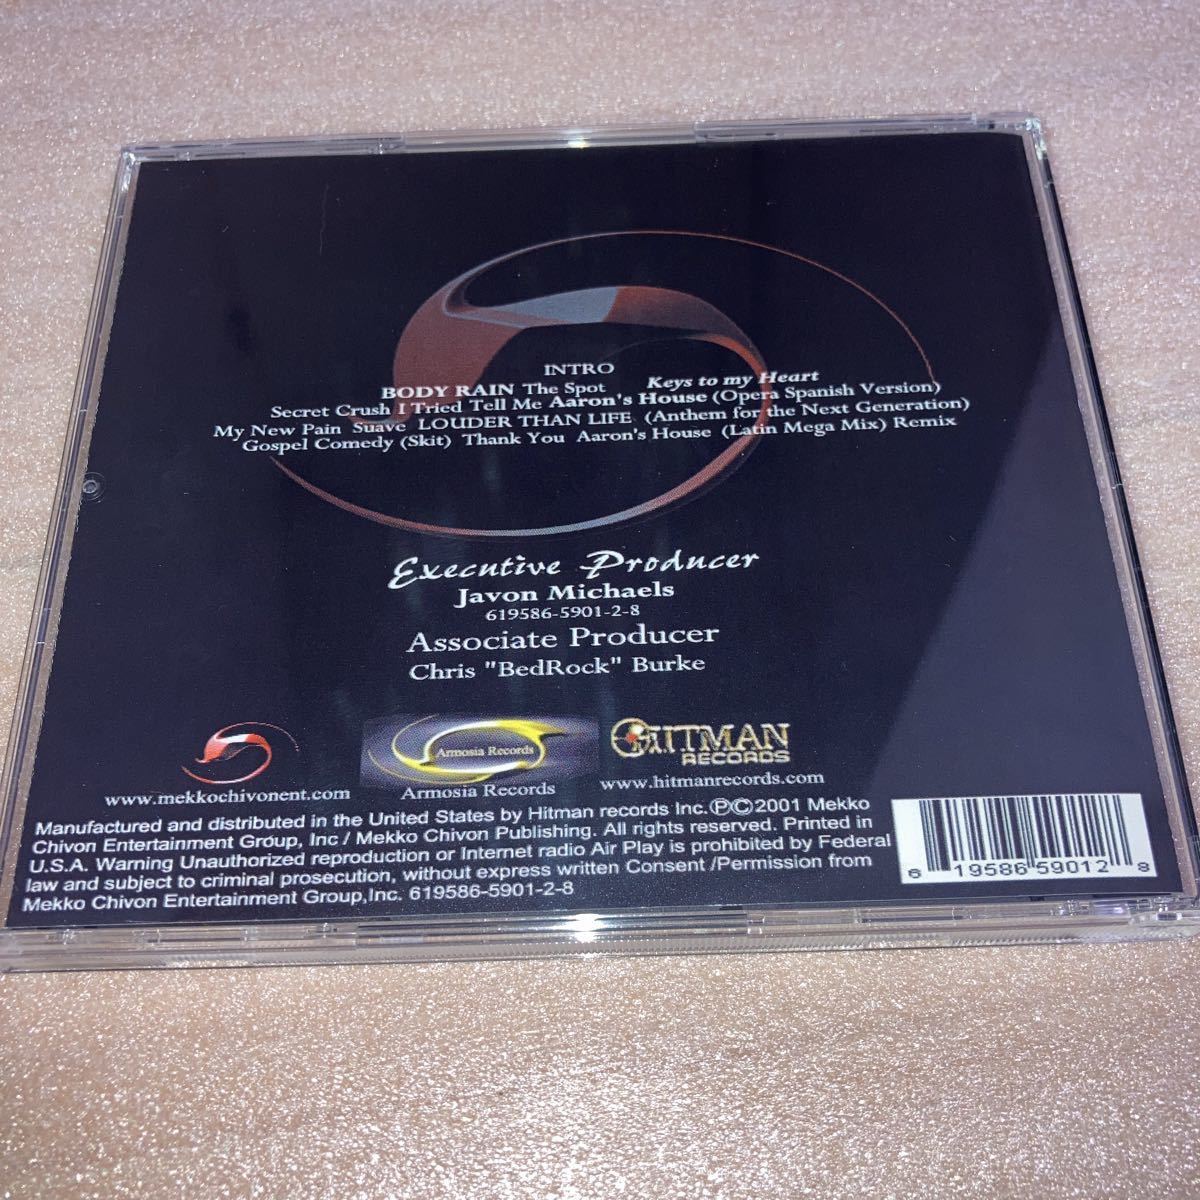 INTRO
BODY RAIN The Spot Keys to my Heart
Secret Crush I Tried Tell Me Aaron's House (Opera Spanish Version)
My New Pain Suave LOUDER THAN LIFE (Anthem for the Next Generation)
Gospel Comedy (Skit) Thank You Aaron's House (Latin Mega Mix) Remix
Executive Producer
Javon Michaels
619586-5901-2-8
Associate Producer
Chris "BedRock" Burke
www.mekkochivonent.com
Armosia Records
Armosia Records
HITMAN
RECORDS
www.hitmanrecords.com
Manufactured and distributed in the United States by Hitman records Inc.ⓅⒸ2001 Mekko
Chivon Entertainment Group, Inc / Mekko Chivon Publishing. All rights reserved. Printed in
U.S.A. Warning Unauthorized reproduction or Internet radio Air Play is prohibited by Federal
law and subject to criminal prosecution, without express written Consent /Permission from
Mekko Chivon Entertainment Group,Inc. 619586-5901-2-8
6 19586 59012 8